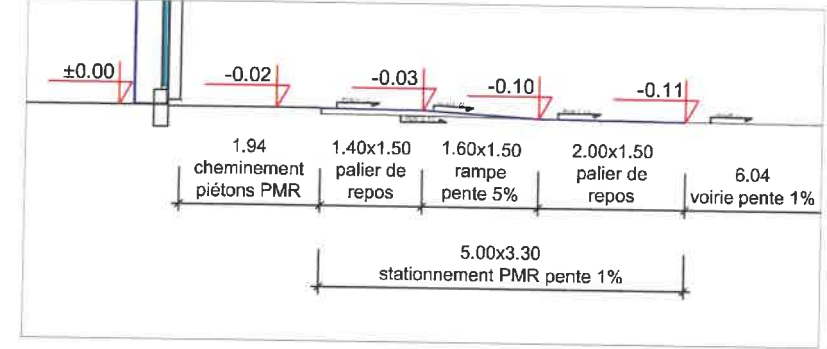 ±0.00
-0.02
-0.03
-0.10
-0.11
1.94
cheminement
piétons PMR
1.40x1.50
palier de
repos
1.60x1.50
rampe
pente 5%
2.00x1.50
palier de
repos
6.04
voirie pente 1%
5.00x3.30
stationnement PMR pente 1%